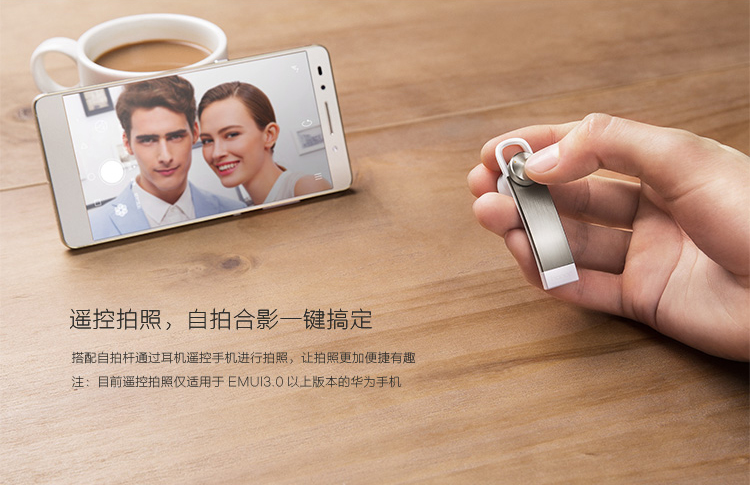 遥控拍照，自拍合影一键搞定
搭配自拍杆通过耳机遥控手机进行拍照，让拍照更加便捷有趣
注：目前遥控拍照仅适用于 EMUI3.0 以上版本的华为手机